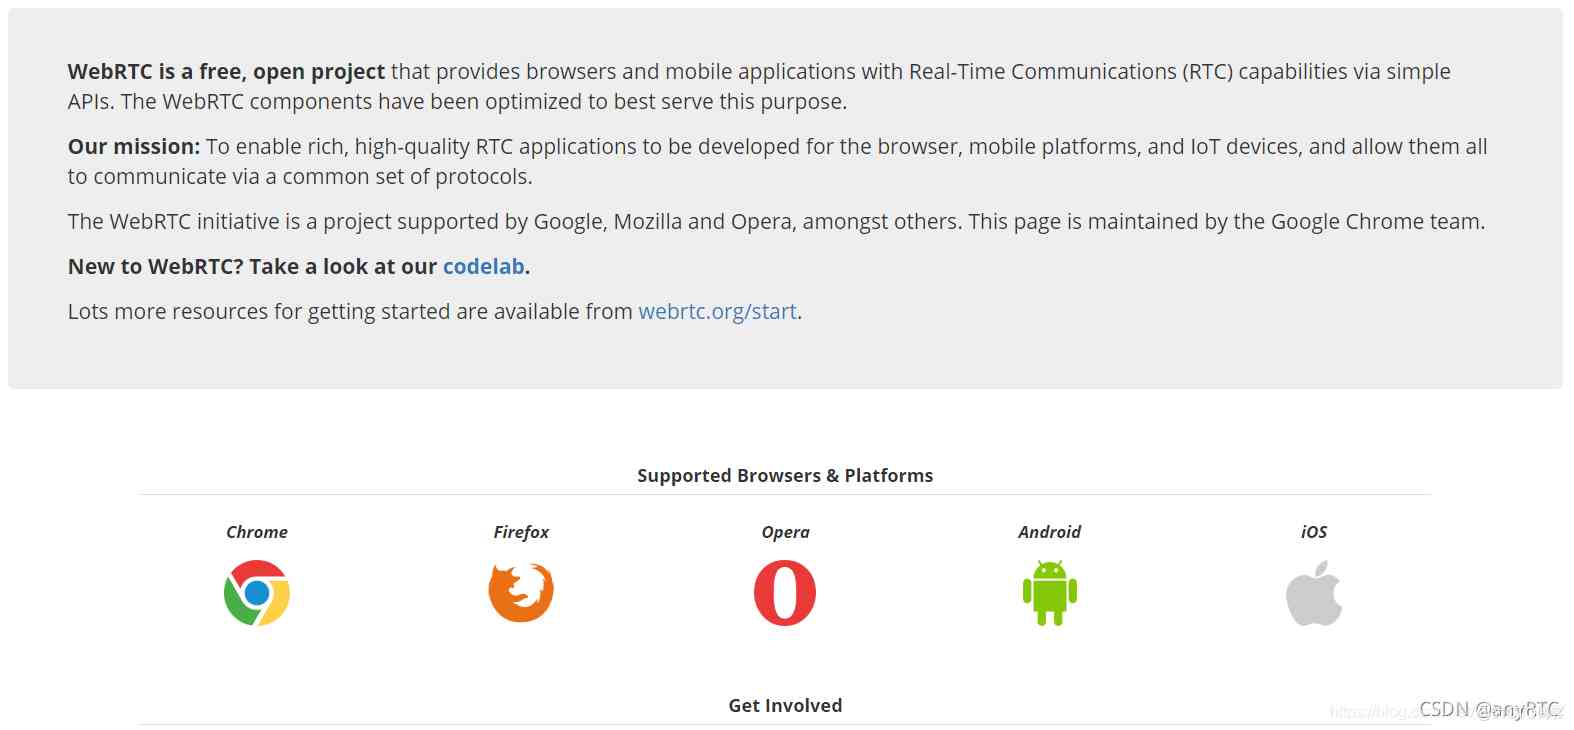 WebRTC is a free, open project that provides browsers and mobile applications with Real-Time Communications (RTC) capabilities via simple
APIs. The WebRTC components have been optimized to best serve this purpose.
Our mission: To enable rich, high-quality RTC applications to be developed for the browser, mobile platforms, and IoT devices, and allow them all
to communicate via a common set of protocols.
The WebRTC initiative is a project supported by Google, Mozilla and Opera, amongst others. This page is maintained by the Google Chrome team.
New to WebRTC? Take a look at our codelab.
Lots more resources for getting started are available from webrtc.org/start.
Supported Browsers & Platforms
Chrome Firefox Opera Android iOS
Get Involved
CSDN @anyRTC